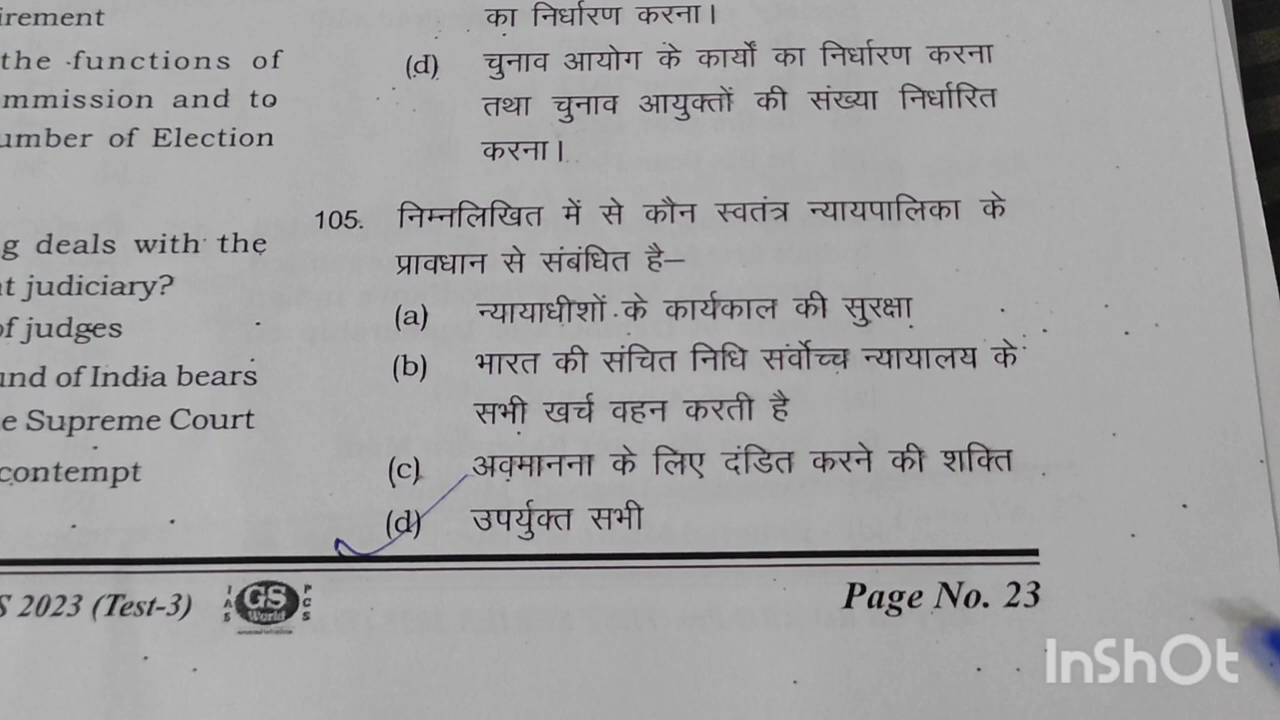 irement
the functions of
mmission and to
umber of Election
g deals with the
t judiciary?
of judges
und of India bears
e Supreme Court
contempt
का निर्धारण करना।
(d) चुनाव आयोग के कार्यों का निर्धारण करना
तथा चुनाव आयुक्तों की संख्या निर्धारित
करना।
105. निम्नलिखित में से कौन स्वतंत्र न्यायपालिका के
प्रावधान से संबंधित है–
(a) न्यायाधीशों के कार्यकाल की सुरक्षा
(b) भारत की संचित निधि सर्वोच्च न्यायालय के
सभी खर्च वहन करती है
(c) अवमानना के लिए दंडित करने की शक्ति
(d) उपर्युक्त सभी
S 2023 (Test-3)
IAS GS World PCS
Page No. 23
InShOt